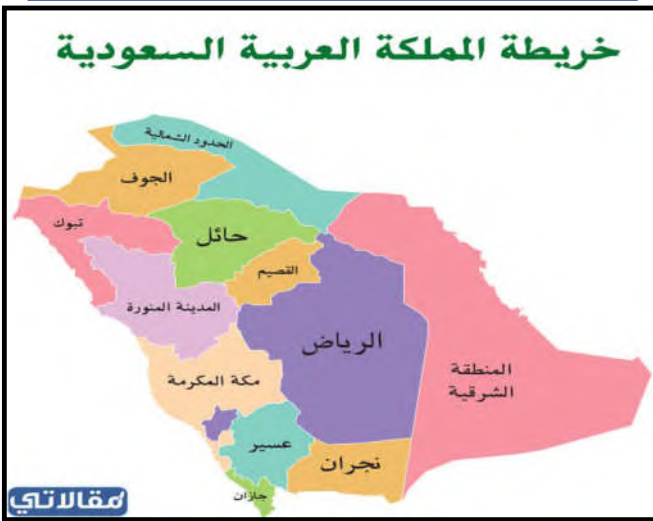 خريطة المملكة العربية السعودية
الحدود الشمالية
الجوف
تبوك
حائل
القصيم
المدينة المنورة
الرياض
المنطقة
الشرقية
مكة المكرمة
عسير
نجران
جازان
مقالاتي